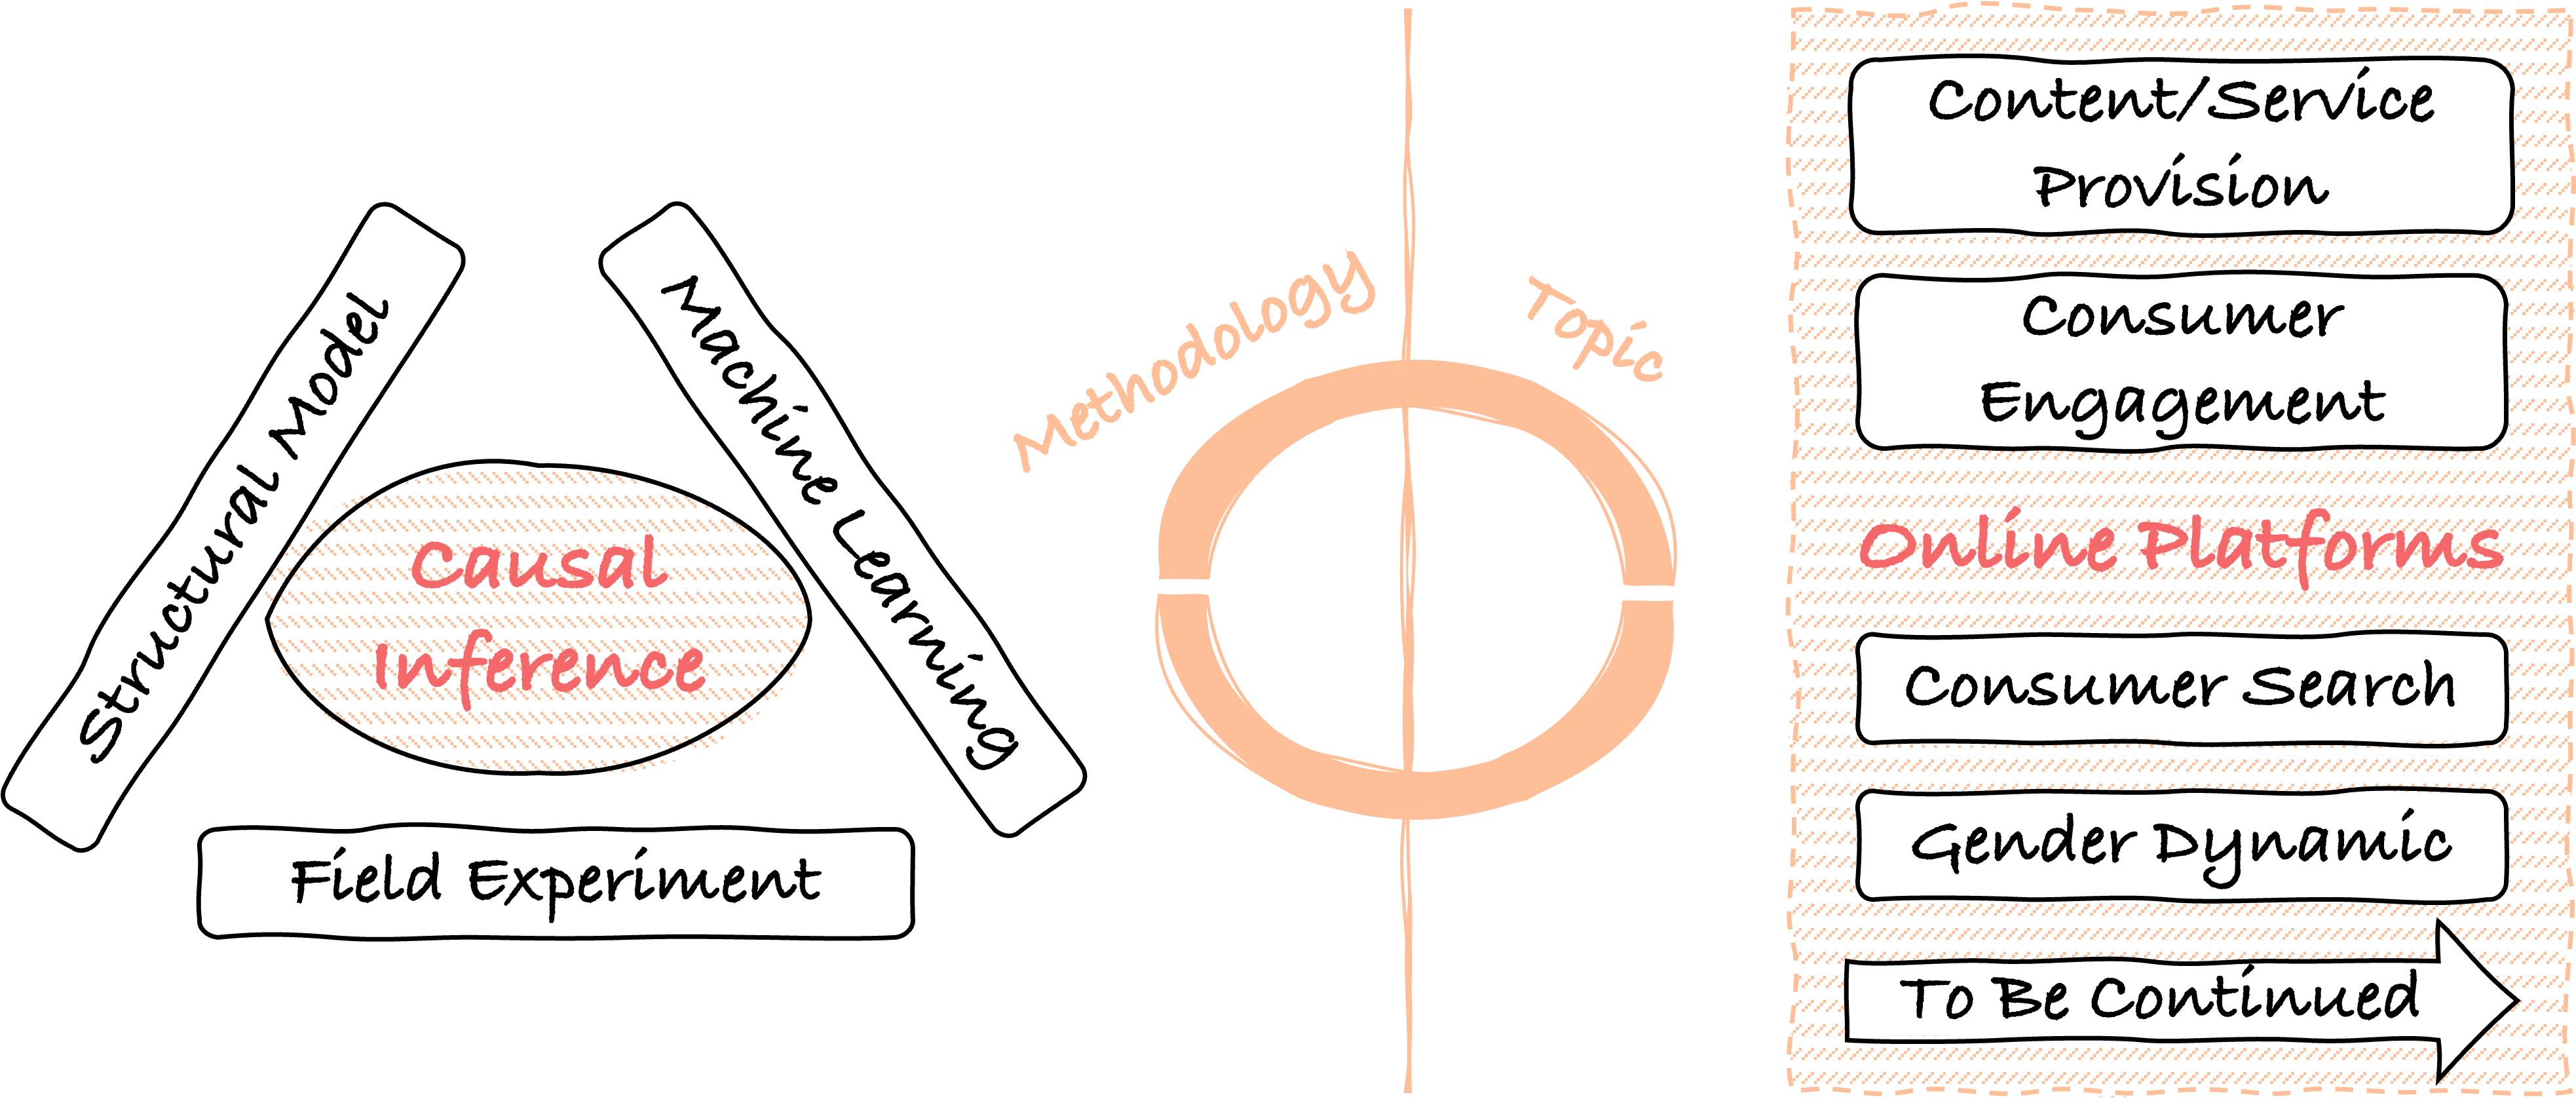 Structural Model
Machine Learning
Causal
Inference
Field Experiment
Methodology
Topic
Content/Service
Provision
Consumer
Engagement
Online Platforms
Consumer Search
Gender Dynamic
To Be Continued